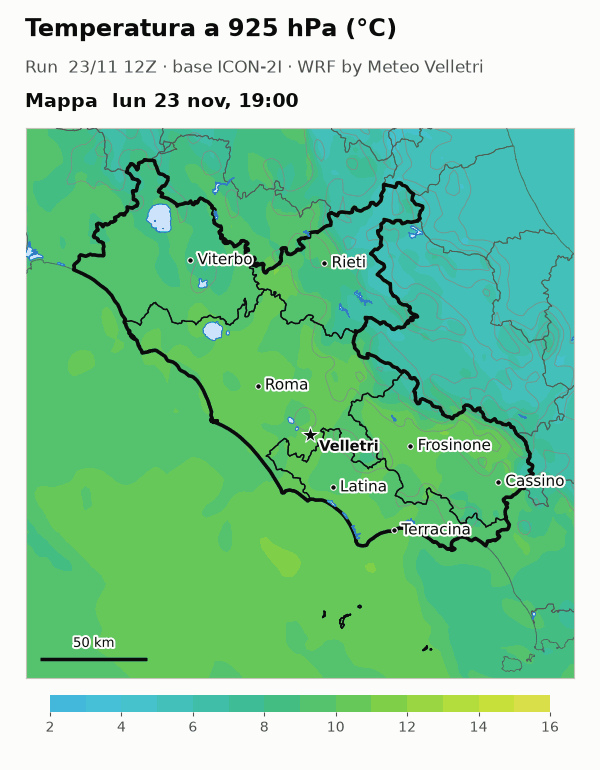 Temperatura a 925 hPa (°C)
Run  23/11 12Z · base ICON-2I · WRF by Meteo Velletri
Mappa  lun 23 nov, 19:00
Viterbo
Rieti
Roma
Velletri
Frosinone
Latina
Cassino
Terracina
50 km
2 4 6 8 10 12 14 16